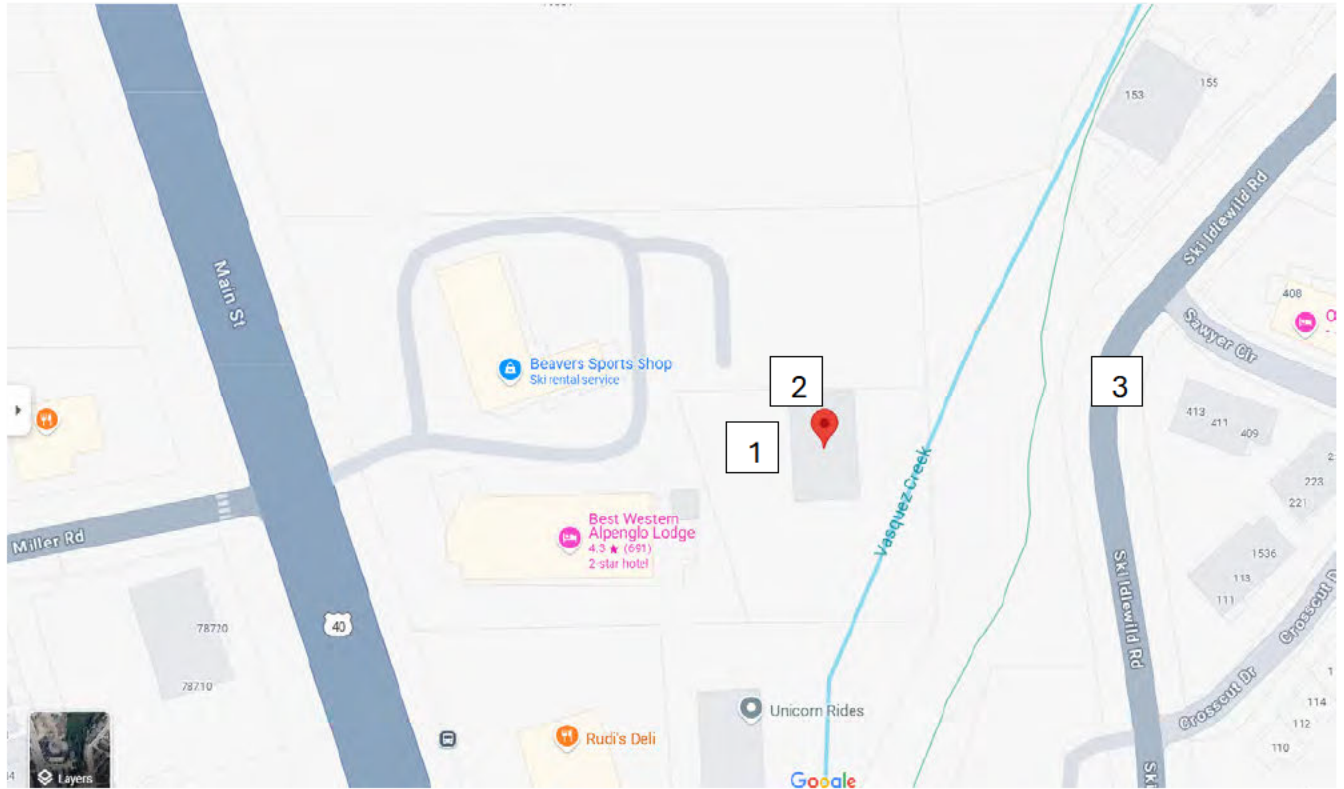 153
155
Ski Idlewild Rd
408
Sawyer Cir
Main St
Beavers Sports Shop
Ski rental service
2
3
1
413
411
409
223
221
Vasquez Creek
Best Western
Alpenglo Lodge
4.3 ★ (691)
2-star hotel
Miller Rd
1536
113
111
Ski Idlewild Rd
Crosscut D
40
78720
78710
Crosscut Dr
Unicorn Rides
Rudi's Deli
114
112
110
Layers
Google
Ski